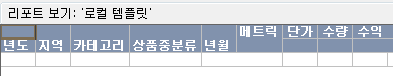 리포트 보기: '로컬 템플릿'
메트릭 단가 수량 수익
년도 지역 카테고리 상품중분류 년월